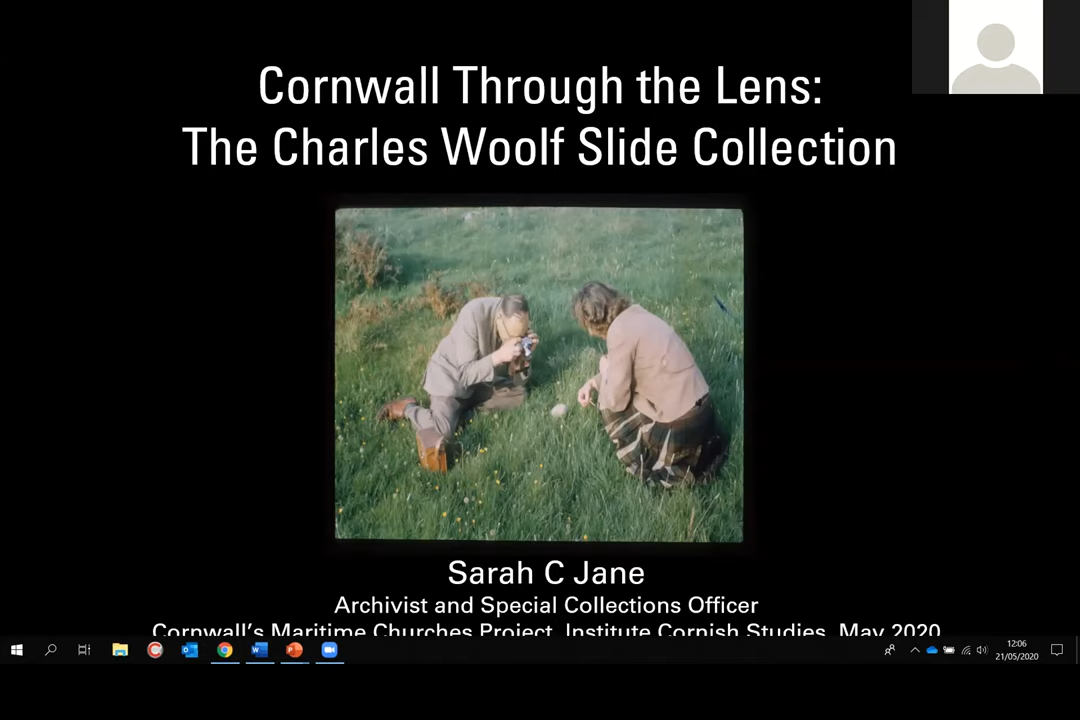 Cornwall Through the Lens:
The Charles Woolf Slide Collection
Sarah C Jane
Archivist and Special Collections Officer
Cornwall's Maritime Churches Project, Institute Cornish Studies, May 2020
12:06
21/05/2020